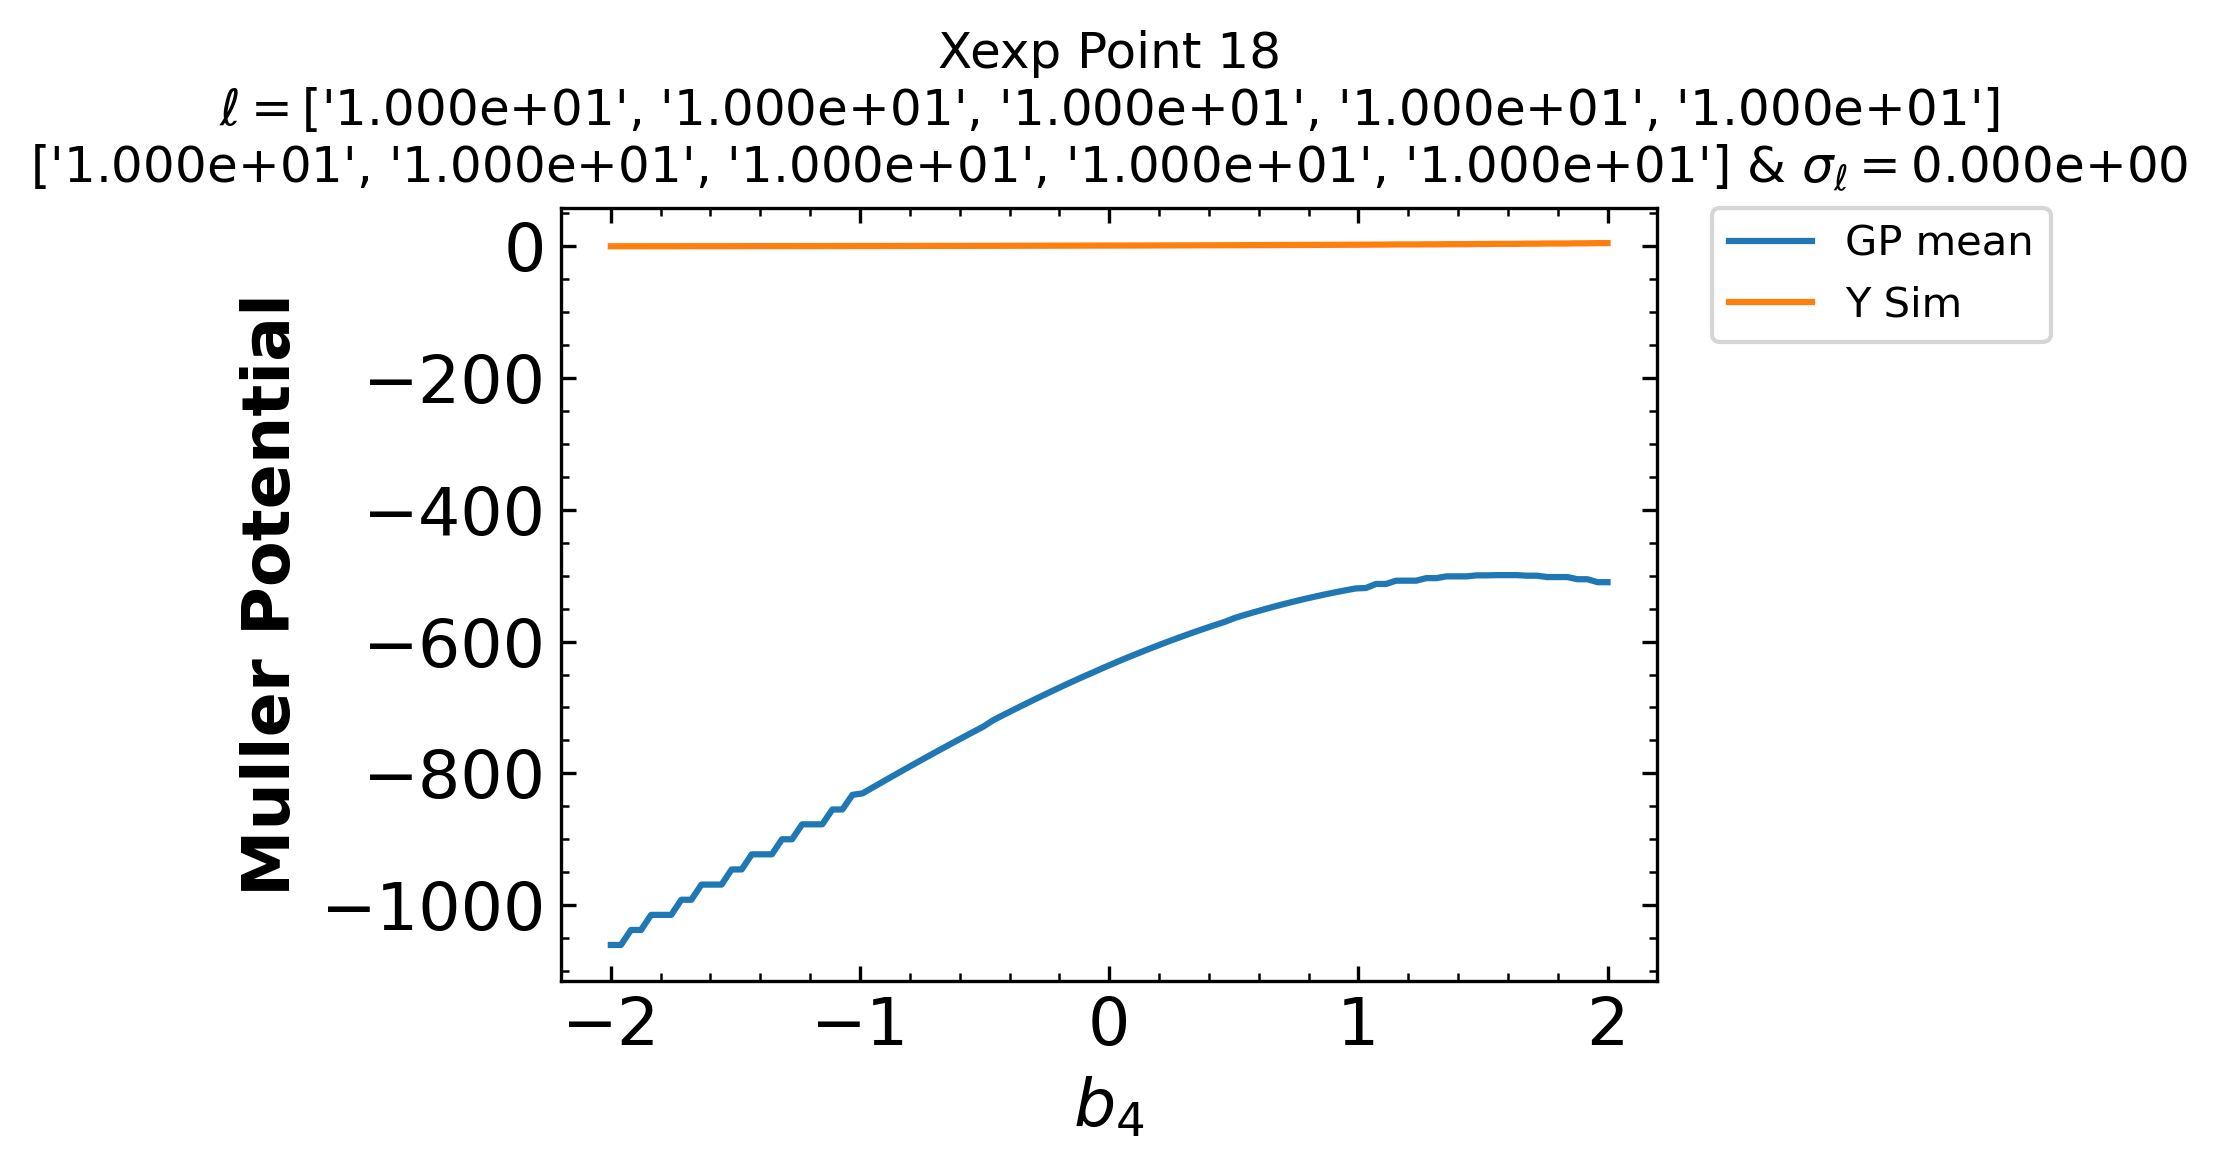 Xexp Point 18
ℓ = ['1.000e+01', '1.000e+01', '1.000e+01', '1.000e+01', '1.000e+01']
['1.000e+01', '1.000e+01', '1.000e+01', '1.000e+01', '1.000e+01'] & σ_ℓ = 0.000e+00
GP mean
Y Sim
Muller Potential
0
−200
−400
−600
−800
−1000
−2 −1 0 1 2
b₄